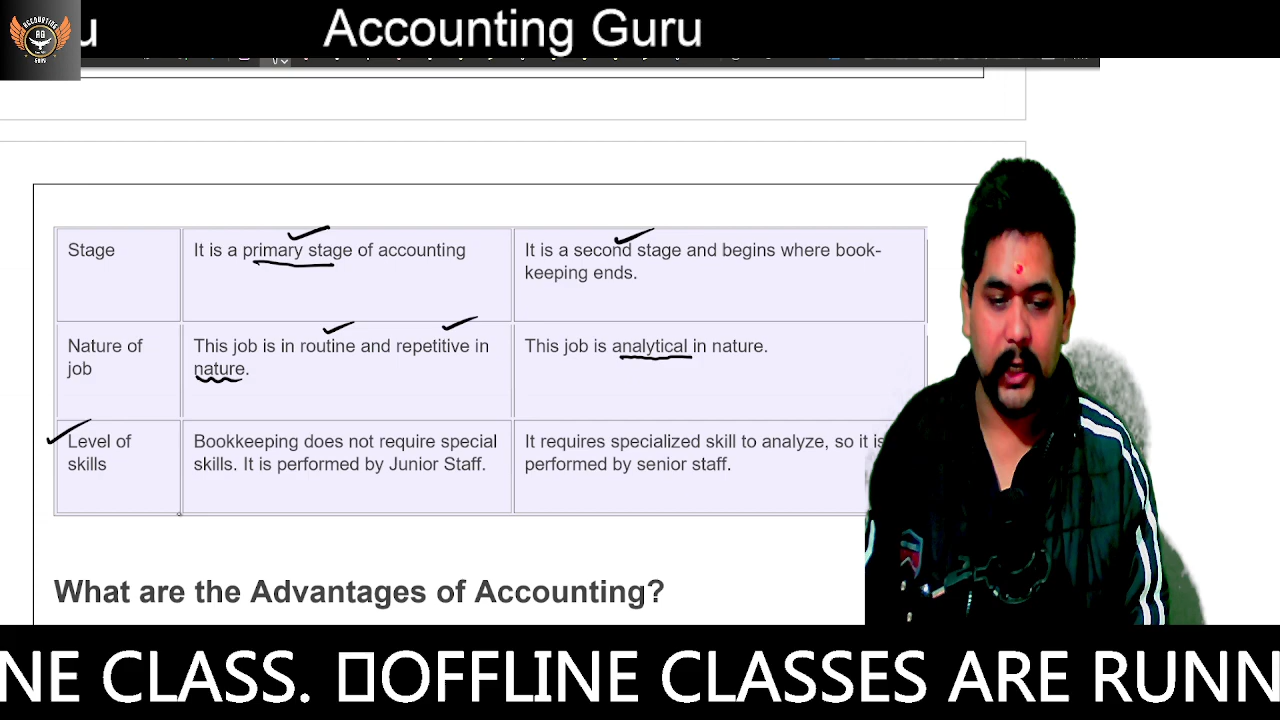 u Accounting Guru
ACCOUNTING
AG
GURU
Stage
It is a primary stage of accounting
It is a second stage and begins where book-
keeping ends.
Nature of
job
This job is in routine and repetitive in
nature.
This job is analytical in nature.
Level of
skills
Bookkeeping does not require special
skills. It is performed by Junior Staff.
It requires specialized skill to analyze, so it is
performed by senior staff.
What are the Advantages of Accounting?
NE CLASS. OFFLINE CLASSES ARE RUNN